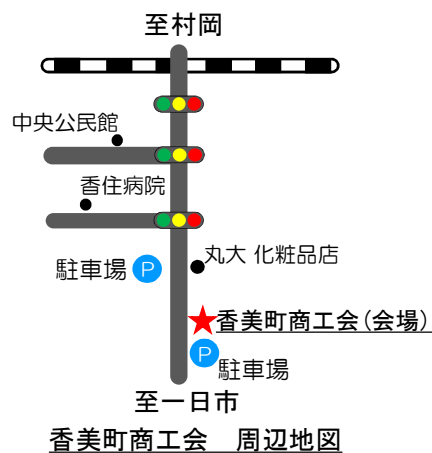 至村岡
中央公民館
香住病院
丸大 化粧品店
駐車場 P
香美町商工会(会場)
P
駐車場
至一日市
香美町商工会　周辺地図